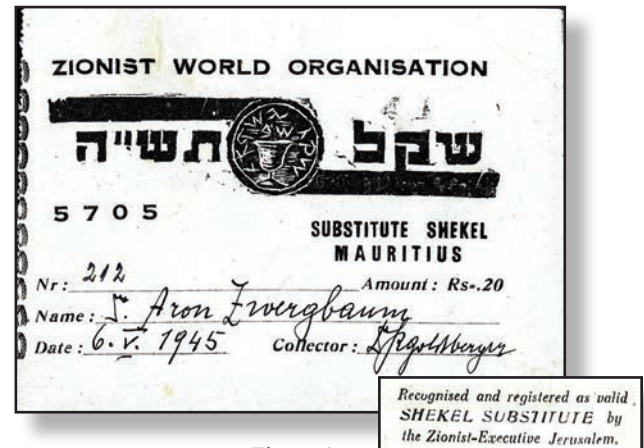 ZIONIST WORLD ORGANISATION
שקל תש״ה
5705
SUBSTITUTE SHEKEL
MAURITIUS
Nr: 212 Amount: Rs-.20
Name: Aron Zwergbaum
Date: 6. V. 1945 Collector:
Recognised and registered as valid
SHEKEL SUBSTITUTE by
the Zionist-Executive Jerusalem.